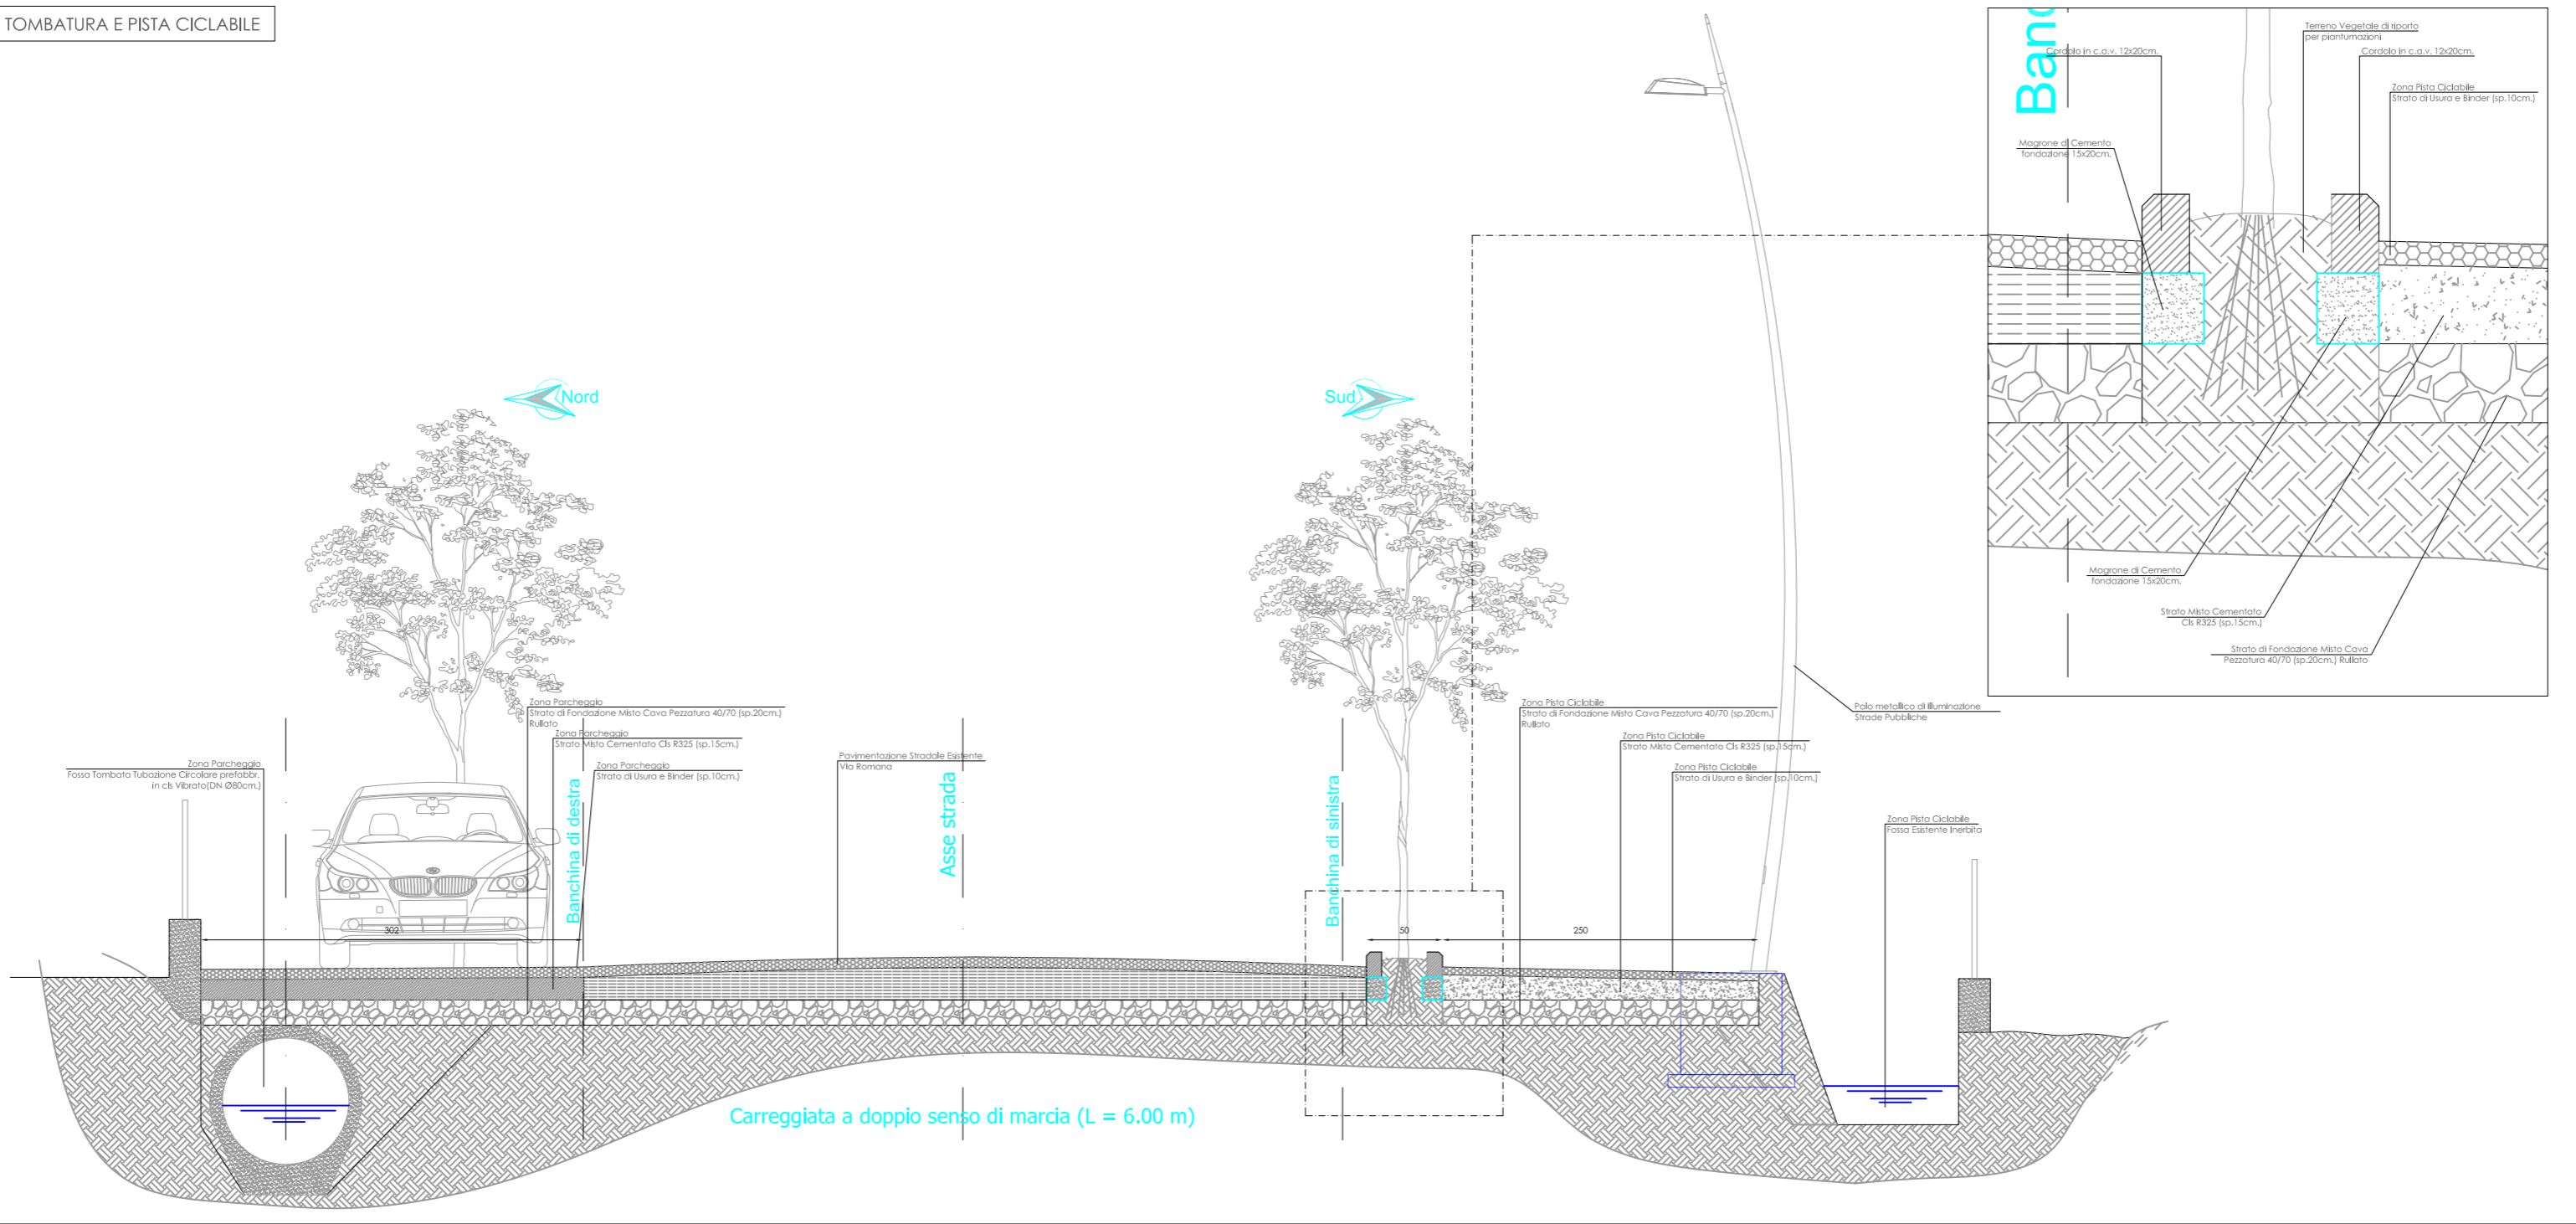 TOMBATURA E PISTA CICLABILE
Banc
Terreno Vegetale di riporto
per piantumazioni
Cordolo in c.a.v. 12x20cm.
Cordolo in c.a.v. 12x20cm.
Zona Pista Ciclabile
Strato di Usura e Binder (sp.10cm.)
Magrone di Cemento
fondazione 15x20cm.
Magrone di Cemento
fondazione 15x20cm.
Strato Misto Cementato
Cls R325 (sp.15cm.)
Strato di Fondazione Misto Cava
Pezzatura 40/70 (sp.20cm.) Rullato
Nord
Sud
Zona Parcheggio
Strato di Fondazione Misto Cava Pezzatura 40/70 (sp.20cm.)
Rullato
Zona Parcheggio
Strato Misto Cementato Cls R325 (sp.15cm.)
Zona Parcheggio
Strato di Usura e Binder (sp.10cm.)
Zona Parcheggio
Fossa Tombata Tubazione Circolare prefabbr.
in cls Vibrato(DN Ø80cm.)
Pavimentazione Stradale Esistente
Via Romana
Zona Pista Ciclabile
Strato di Fondazione Misto Cava Pezzatura 40/70 (sp.20cm.)
Rullato
Zona Pista Ciclabile
Strato Misto Cementato Cls R325 (sp.15cm.)
Zona Pista Ciclabile
Strato di Usura e Binder (sp.10cm.)
Palo metallico di illuminazione
Strade Pubbliche
Zona Pista Ciclabile
Fossa Esistente Inerbita
Banchina di destra
Asse strada
Banchina di sinistra
302
50
250
Carreggiata a doppio senso di marcia (L = 6.00 m)